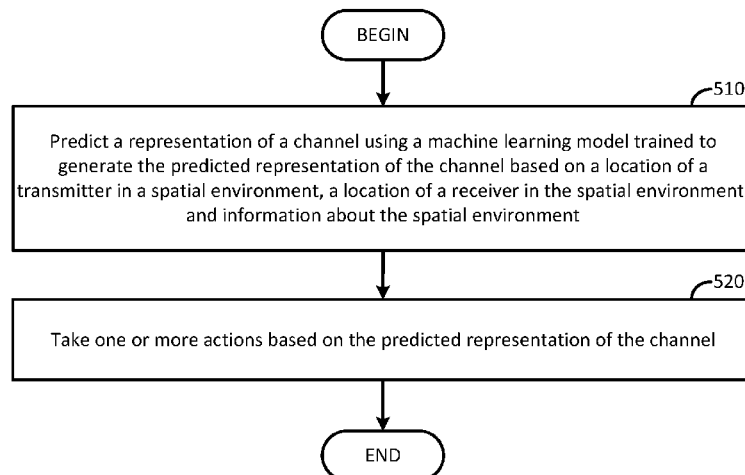 BEGIN
510
Predict a representation of a channel using a machine learning model trained to
generate the predicted representation of the channel based on a location of a
transmitter in a spatial environment, a location of a receiver in the spatial environment
and information about the spatial environment
520
Take one or more actions based on the predicted representation of the channel
END